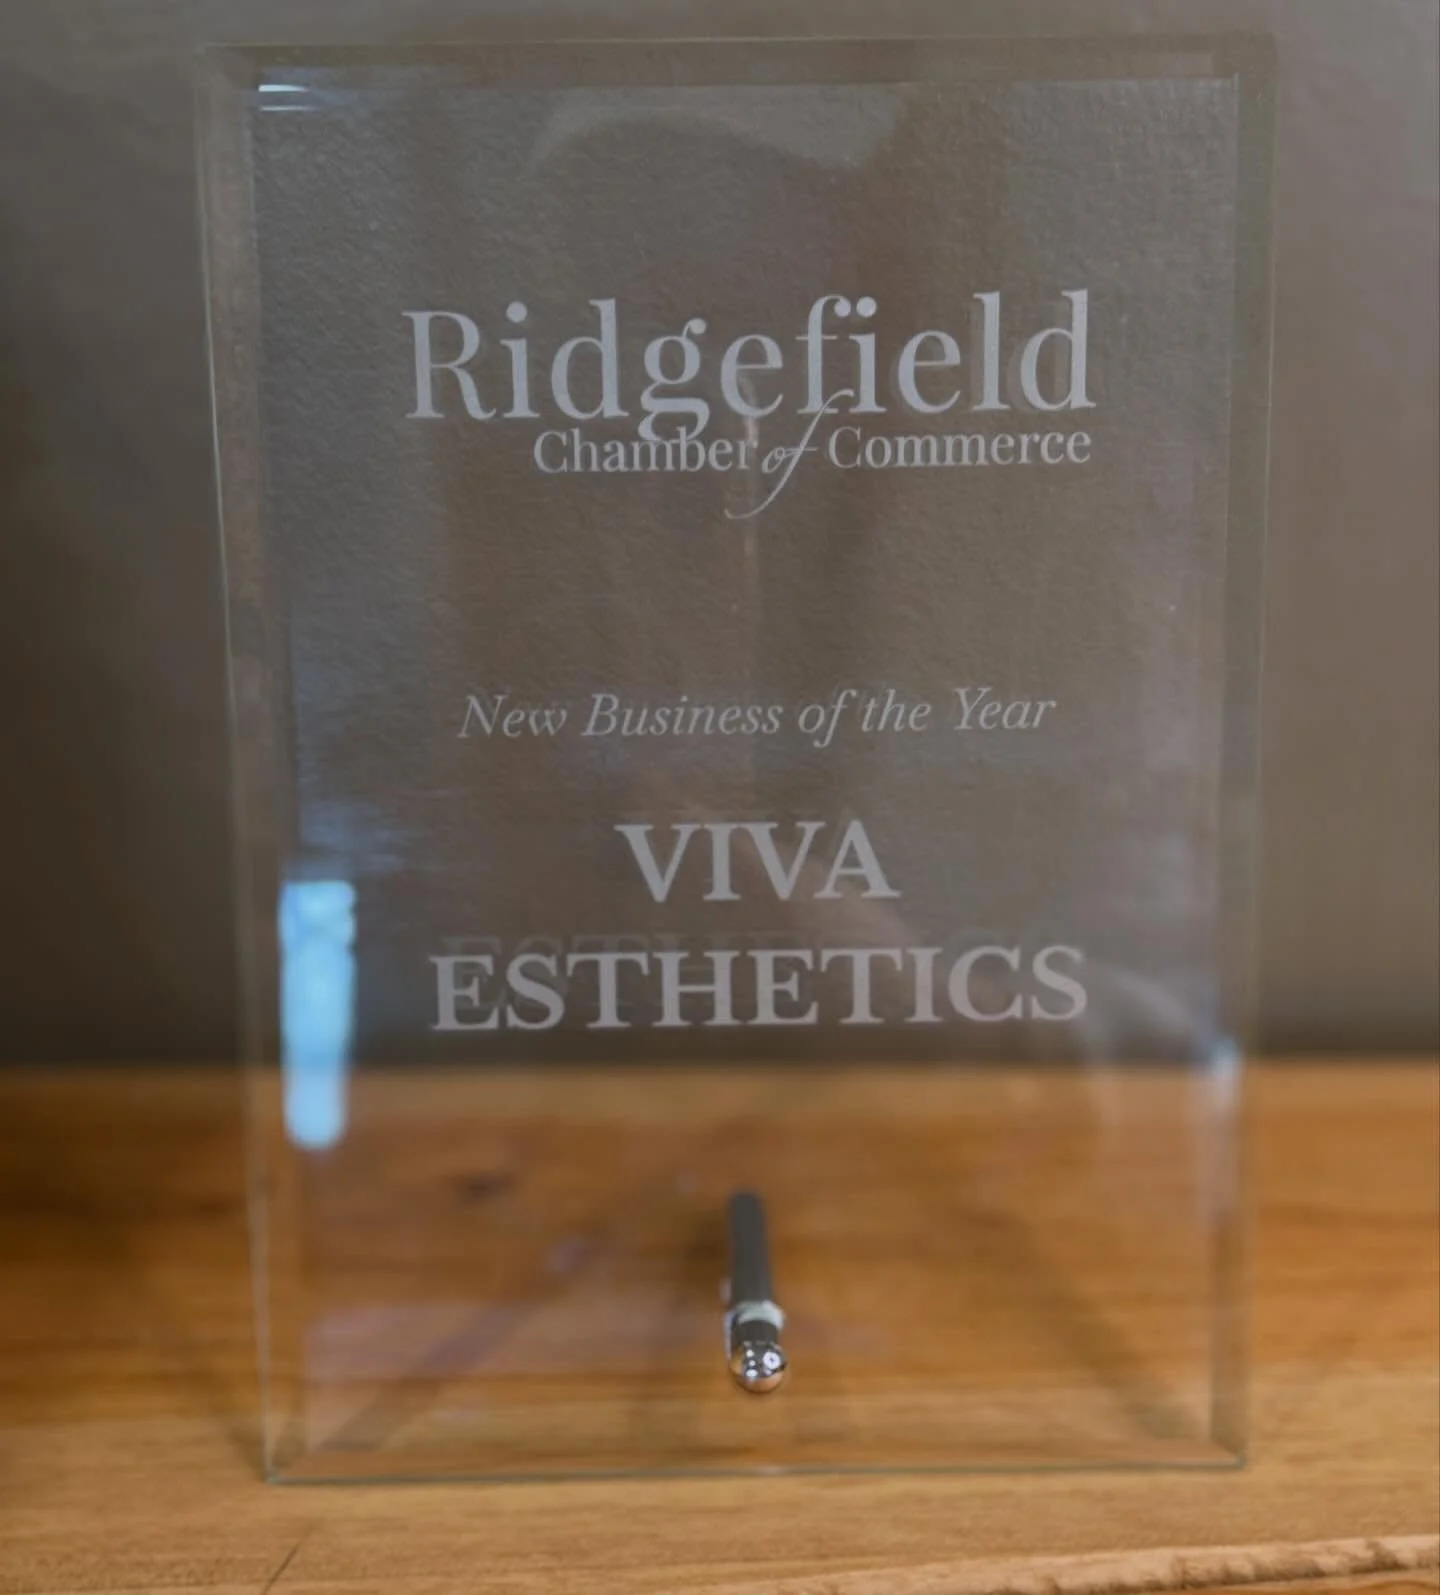 Ridgefield
Chamber of Commerce
New Business of the Year
VIVA
ESTHETICS